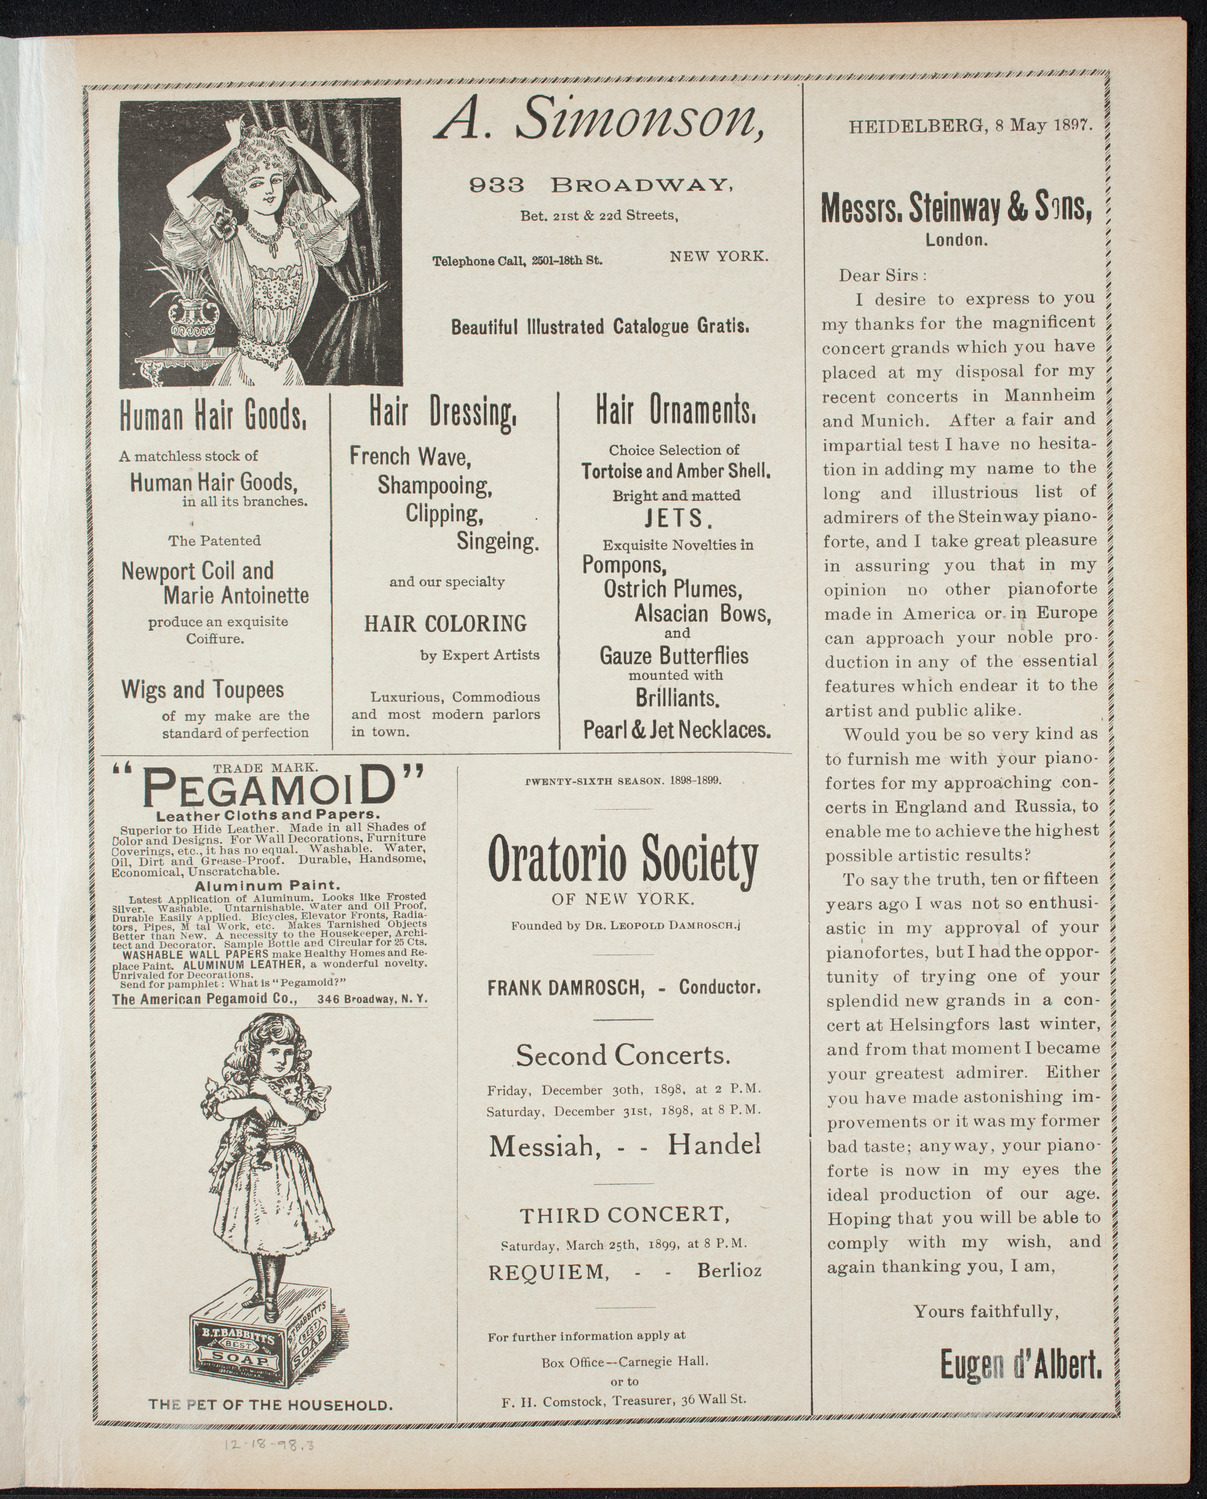 A. Simonson,
933 BROADWAY,
Bet. 21st & 22d Streets,
Telephone Call, 2501-18th St. NEW YORK.
Beautiful Illustrated Catalogue Gratis.
Human Hair Goods,
A matchless stock of
Human Hair Goods,
in all its branches.
The Patented
Newport Coil and
Marie Antoinette
produce an exquisite
Coiffure.
Wigs and Toupees
of my make are the
standard of perfection
Hair Dressing,
French Wave,
Shampooing,
Clipping,
Singeing.
and our specialty
HAIR COLORING
by Expert Artists
Luxurious, Commodious
and most modern parlors
in town.
Hair Ornaments,
Choice Selection of
Tortoise and Amber Shell.
Bright and matted
JETS.
Exquisite Novelties in
Pompons,
Ostrich Plumes,
Alsacian Bows,
and
Gauze Butterflies
mounted with
Brilliants.
Pearl & Jet Necklaces.
TRADE MARK.
"PEGAMOID"
Leather Cloths and Papers.
Superior to Hide Leather. Made in all Shades of
Color and Designs. For Wall Decorations, Furniture
Coverings, etc., it has no equal. Washable. Water,
Oil, Dirt and Grease-Proof. Durable, Handsome,
Economical, Unscratchable.
Aluminum Paint.
Latest Application of Aluminum. Looks like Frosted
Silver. Washable. Untarnishable. Water and Oil Proof,
Durable Easily Applied. Bicycles, Elevator Fronts, Radia-
tors, Pipes, M tal Work, etc. Makes Tarnished Objects
Better than New. A necessity to the Housekeeper, Archi-
tect and Decorator. Sample Bottle and Circular for 25 Cts.
WASHABLE WALL PAPERS make Healthy Homes and Re-
place Paint. ALUMINUM LEATHER, a wonderful novelty.
Unrivaled for Decorations.
Send for pamphlet: What is "Pegamoid?"
The American Pegamoid Co., 346 Broadway, N. Y.
B.T. BABBITT'S
BEST
SOAP
B.T. BABBITT'S
BEST
SOAP
THE PET OF THE HOUSEHOLD.
TWENTY-SIXTH SEASON. 1898-1899.
Oratorio Society
OF NEW YORK.
Founded by DR. LEOPOLD DAMROSCH.j
FRANK DAMROSCH, - Conductor.
Second Concerts.
Friday, December 30th, 1898, at 2 P.M.
Saturday, December 31st, 1898, at 8 P.M.
Messiah, - - Handel
THIRD CONCERT,
Saturday, March 25th, 1899, at 8 P.M.
REQUIEM, - - Berlioz
For further information apply at
Box Office—Carnegie Hall.
or to
F. H. Comstock, Treasurer, 36 Wall St.
HEIDELBERG, 8 May 1897.
Messrs. Steinway & Sons,
London.
Dear Sirs:
I desire to express to you
my thanks for the magnificent
concert grands which you have
placed at my disposal for my
recent concerts in Mannheim
and Munich. After a fair and
impartial test I have no hesita-
tion in adding my name to the
long and illustrious list of
admirers of the Steinway piano-
forte, and I take great pleasure
in assuring you that in my
opinion no other pianoforte
made in America or in Europe
can approach your noble pro-
duction in any of the essential
features which endear it to the
artist and public alike.
Would you be so very kind as
to furnish me with your piano-
fortes for my approaching con-
certs in England and Russia, to
enable me to achieve the highest
possible artistic results?
To say the truth, ten or fifteen
years ago I was not so enthusi-
astic in my approval of your
pianofortes, but I had the oppor-
tunity of trying one of your
splendid new grands in a con-
cert at Helsingfors last winter,
and from that moment I became
your greatest admirer. Either
you have made astonishing im-
provements or it was my former
bad taste; anyway, your piano-
forte is now in my eyes the
ideal production of our age.
Hoping that you will be able to
comply with my wish, and
again thanking you, I am,
Yours faithfully,
Eugen d'Albert.
12-18-98.3